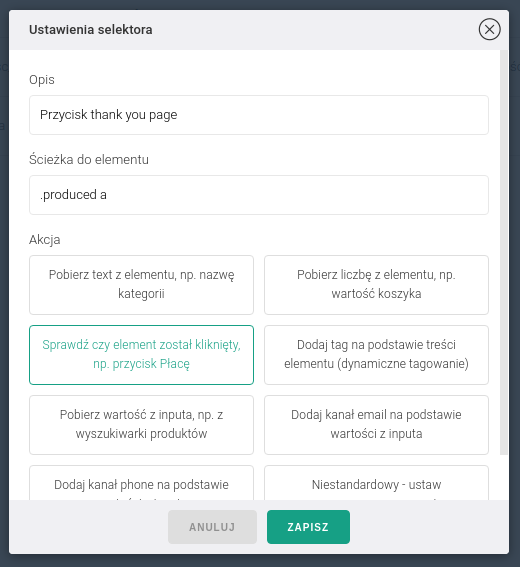 Ustawienia selektora
Opis
Przycisk thank you page
Ścieżka do elementu
.produced a
Akcja
Pobierz text z elementu, np. nazwę
kategorii
Pobierz liczbę z elementu, np.
wartość koszyka
Sprawdź czy element został kliknięty,
np. przycisk Płacę
Dodaj tag na podstawie treści
elementu (dynamiczne tagowanie)
Pobierz wartość z inputa, np. z
wyszukiwarki produktów
Dodaj kanał email na podstawie
wartości z inputa
Dodaj kanał phone na podstawie
Niestandardowy - ustaw
ANULUJ
ZAPISZ